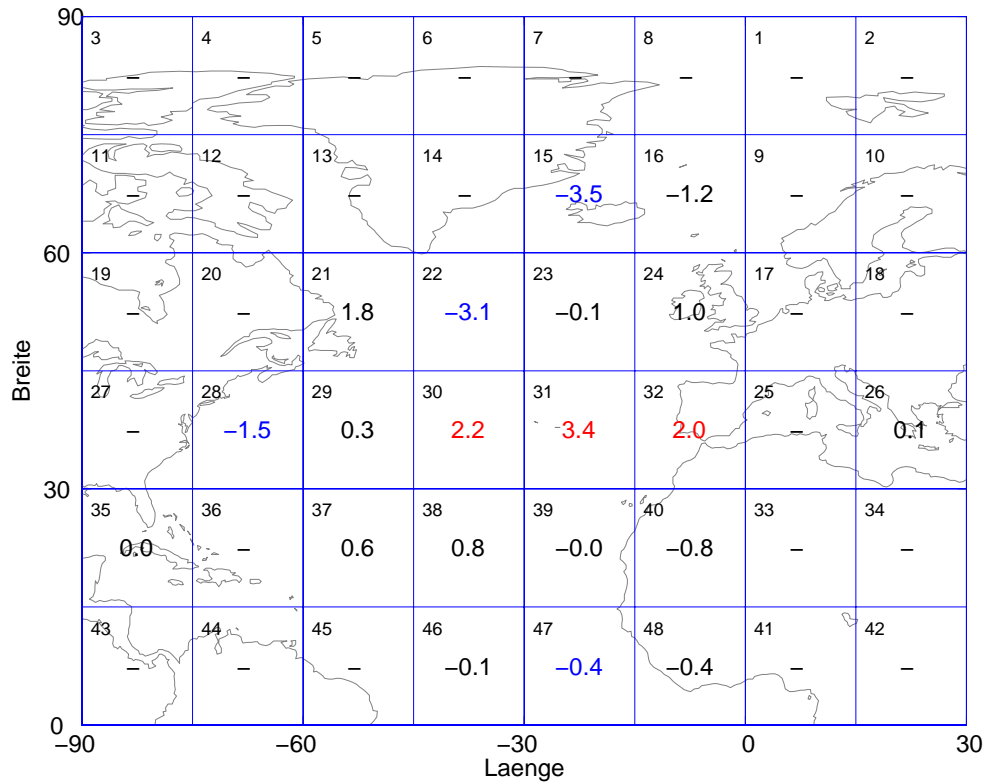 90
3 4 5 6 7 8 1 2
– – – – – – – –
11 12 13 14 15 16 9 10
– – – – −3.5 −1.2 – –
60
19 20 21 22 23 24 17 18
– – 1.8 −3.1 −0.1 1.0 – –
Breite
27 28 29 30 31 32 25 26
– −1.5 0.3 2.2 −3.4 2.0 – 0.1
30
35 36 37 38 39 40 33 34
0.0 – 0.6 0.8 −0.0 −0.8 – –
43 44 45 46 47 48 41 42
– – – −0.1 −0.4 −0.4 – –
0
−90 −60 −30 0 30
Laenge